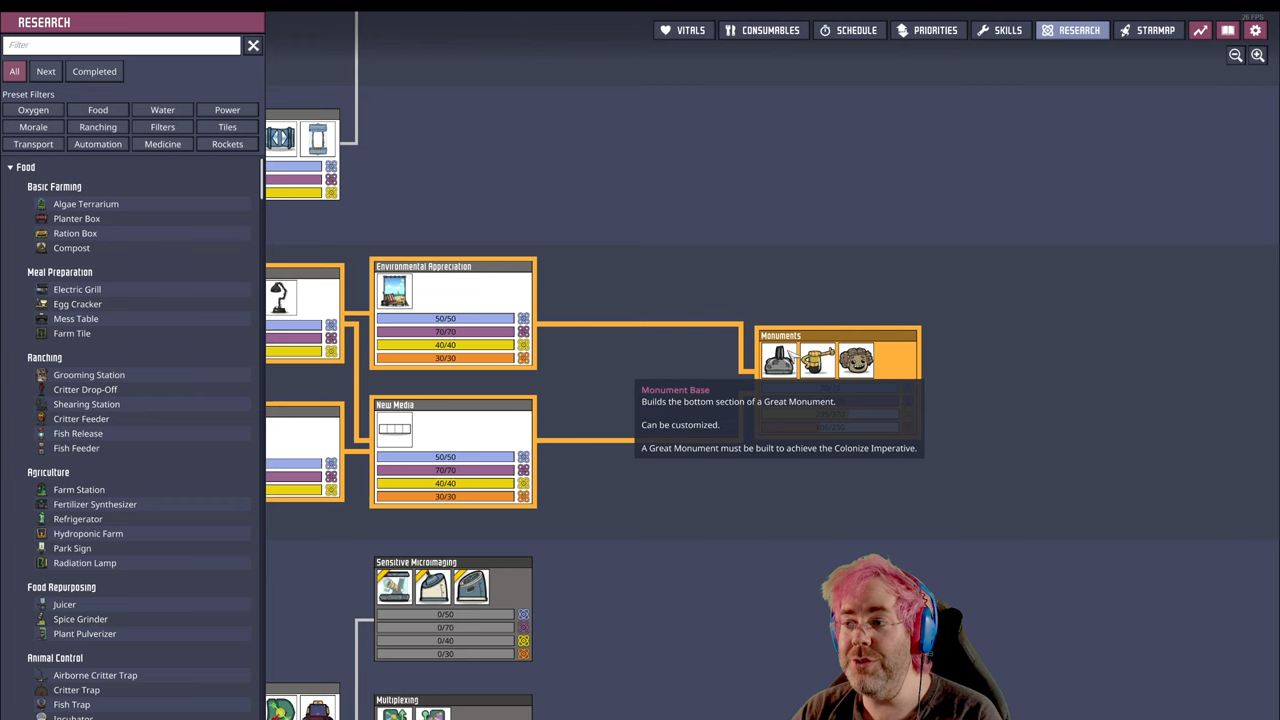 26 FPS
RESEARCH
VITALS
CONSUMABLES
SCHEDULE
PRIORITIES
SKILLS
RESEARCH
STARMAP
Filter
All
Next
Completed
Preset Filters
Oxygen
Food
Water
Power
Morale
Ranching
Filters
Tiles
Transport
Automation
Medicine
Rockets
Food
Basic Farming
Algae Terrarium
Planter Box
Ration Box
Compost
Meal Preparation
Electric Grill
Egg Cracker
Mess Table
Farm Tile
Ranching
Grooming Station
Critter Drop-Off
Shearing Station
Critter Feeder
Fish Release
Fish Feeder
Agriculture
Farm Station
Fertilizer Synthesizer
Refrigerator
Hydroponic Farm
Park Sign
Radiation Lamp
Food Repurposing
Juicer
Spice Grinder
Plant Pulverizer
Animal Control
Airborne Critter Trap
Critter Trap
Fish Trap
Incubator
Environmental Appreciation
50/50
70/70
40/40
30/30
New Media
50/50
70/70
40/40
30/30
Monuments
Monument Base
Builds the bottom section of a Great Monument.
Can be customized.
A Great Monument must be built to achieve the Colonize Imperative.
Sensitive Microimaging
0/50
0/70
0/40
0/30
Multiplexing